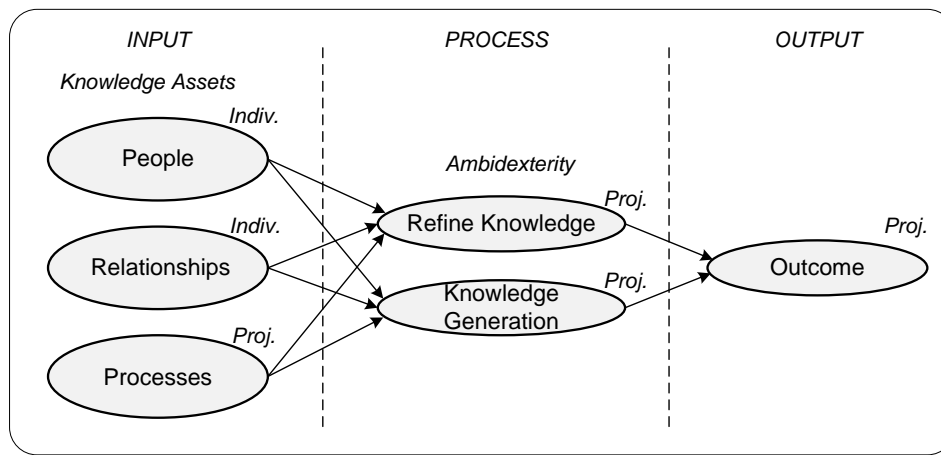 INPUT
PROCESS
OUTPUT
Knowledge Assets
Indiv.
People
Ambidexterity
Proj.
Refine Knowledge
Indiv.
Relationships
Proj.
Outcome
Proj.
Knowledge
Generation
Proj.
Processes